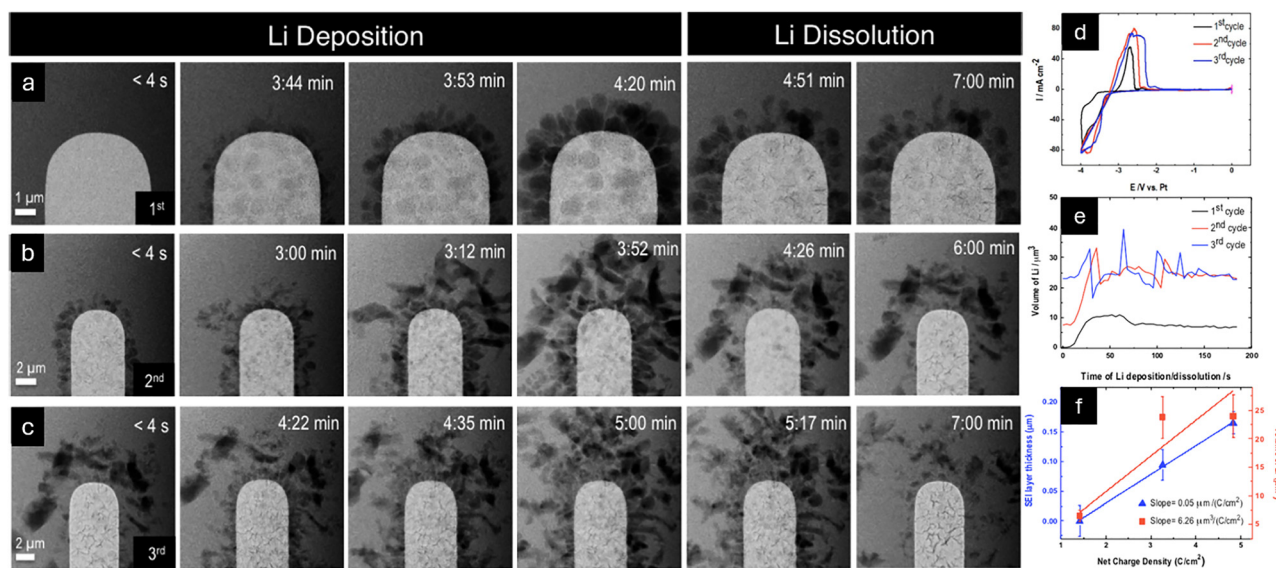 Li Deposition
Li Dissolution
a
< 4 s
3:44 min
3:53 min
4:20 min
4:51 min
7:00 min
1 μm
1st
b
< 4 s
3:00 min
3:12 min
3:52 min
4:26 min
6:00 min
2 μm
2nd
c
< 4 s
4:22 min
4:35 min
5:00 min
5:17 min
7:00 min
2 μm
3rd
d
1st cycle
2nd cycle
3rd cycle
I / mA cm-2
80
40
0
-40
-80
-4 -3 -2 -1 0
E /V vs. Pt
e
1st cycle
2nd cycle
3rd cycle
Volume of Li / μm3
50
40
30
20
10
0
0 50 100 150 200
Time of Li deposition/dissolution /s
f
SEI layer thickness (μm)
0.20
0.15
0.10
0.05
0.00
25
20
15
10
5
Slope= 0.05 μm/(C/cm2)
Slope= 6.26 μm3/(C/cm2)
1 2 3 4 5
Net Charge Density (C/cm2)